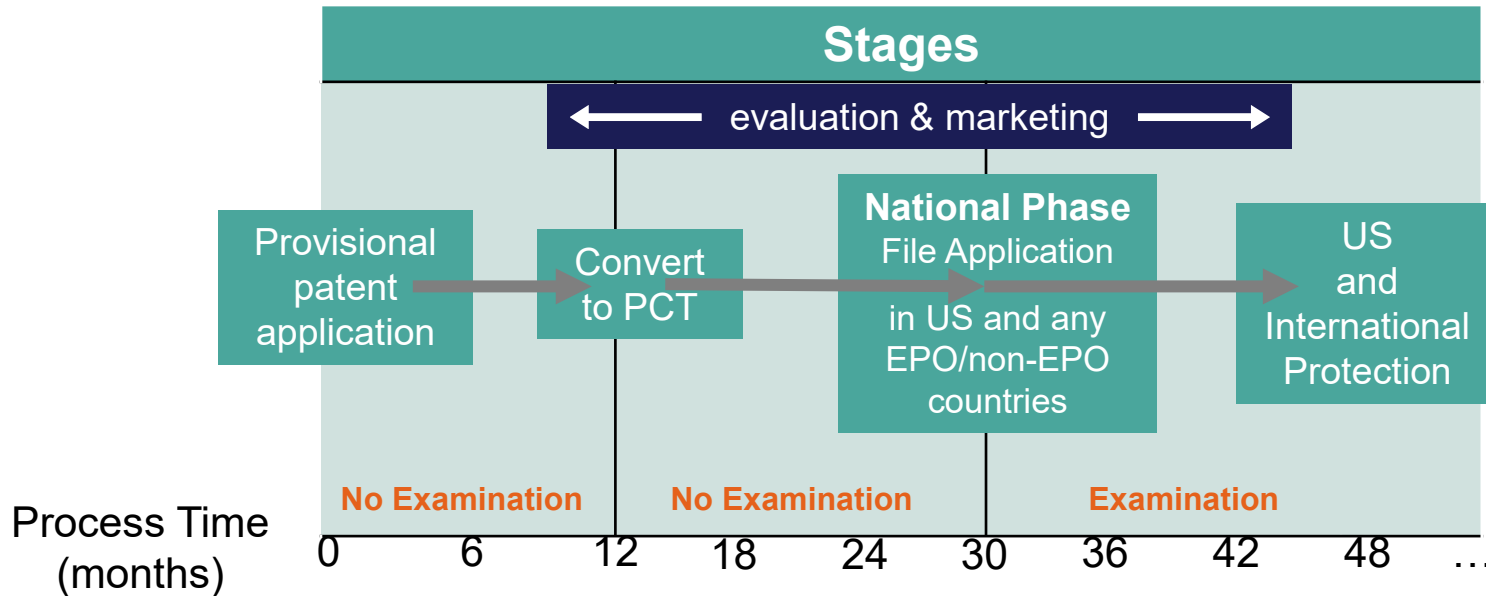 Stages
evaluation & marketing
Provisional
patent
application
Convert
to PCT
National Phase
File Application
in US and any
EPO/non-EPO
countries
US
and
International
Protection
No Examination
No Examination
Examination
Process Time
(months)
0 6 12 18 24 30 36 42 48 …